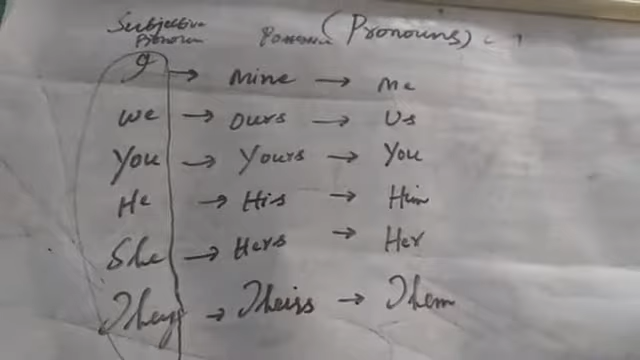 Subjective (Pronouns)
Pronoun
I → Mine → Me
We → Ours → Us
You → Yours → You
He → His → Him
She → Hers → Her
They → Theirs → Them